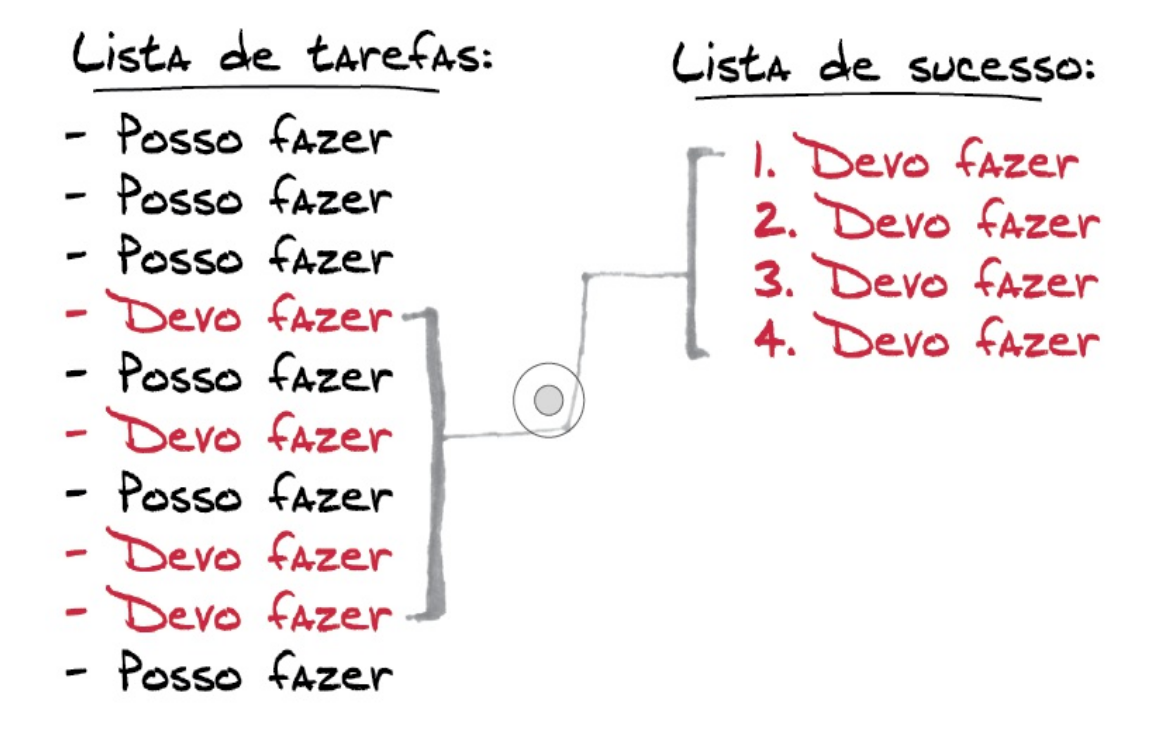 Lista de tarefas:
- Posso fazer
- Posso fazer
- Posso fazer
- Devo fazer
- Posso fazer
- Devo fazer
- Posso fazer
- Devo fazer
- Devo fazer
- Posso fazer
Lista de sucesso:
1. Devo fazer
2. Devo fazer
3. Devo fazer
4. Devo fazer